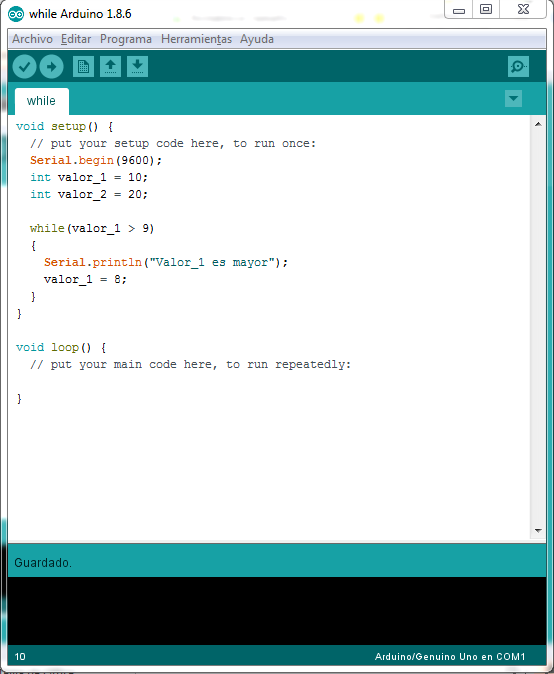 while Arduino 1.8.6
Archivo Editar Programa Herramientas Ayuda
while
void setup() {
  // put your setup code here, to run once:
  Serial.begin(9600);
  int valor_1 = 10;
  int valor_2 = 20;
  while(valor_1 > 9)
  {
    Serial.println("Valor_1 es mayor");
    valor_1 = 8;
  }
}
void loop() {
  // put your main code here, to run repeatedly:
}
Guardado.
10 Arduino/Genuino Uno en COM1